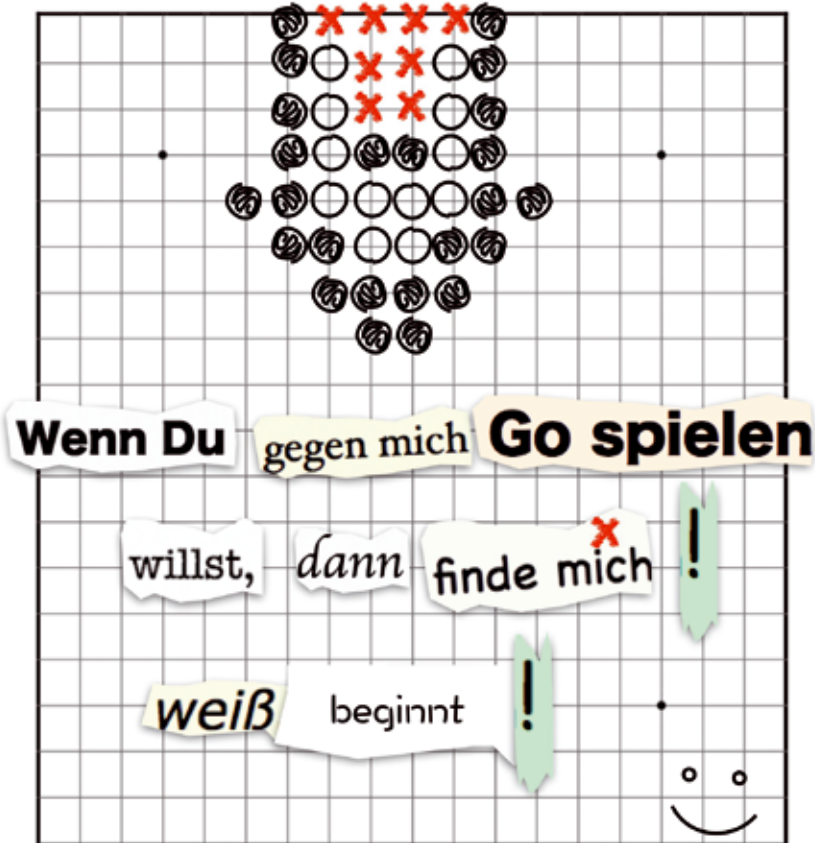 Wenn Du gegen mich Go spielen
willst, dann finde mich !
weiß beginnt !